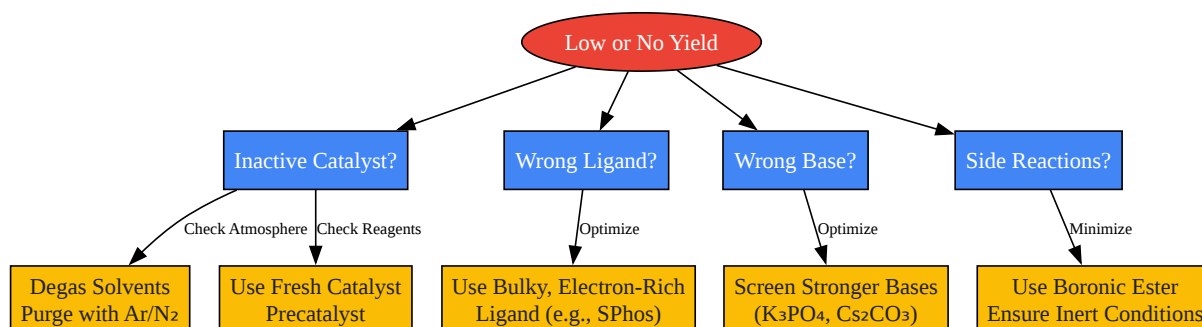 Low or No Yield
Inactive Catalyst?
Wrong Ligand?
Wrong Base?
Side Reactions?
Check Atmosphere
Check Reagents
Optimize
Optimize
Minimize
Degas Solvents
Purge with Ar/N₂
Use Fresh Catalyst
Precatalyst
Use Bulky, Electron-Rich
Ligand (e.g., SPhos)
Screen Stronger Bases
(K₃PO₄, Cs₂CO₃)
Use Boronic Ester
Ensure Inert Conditions